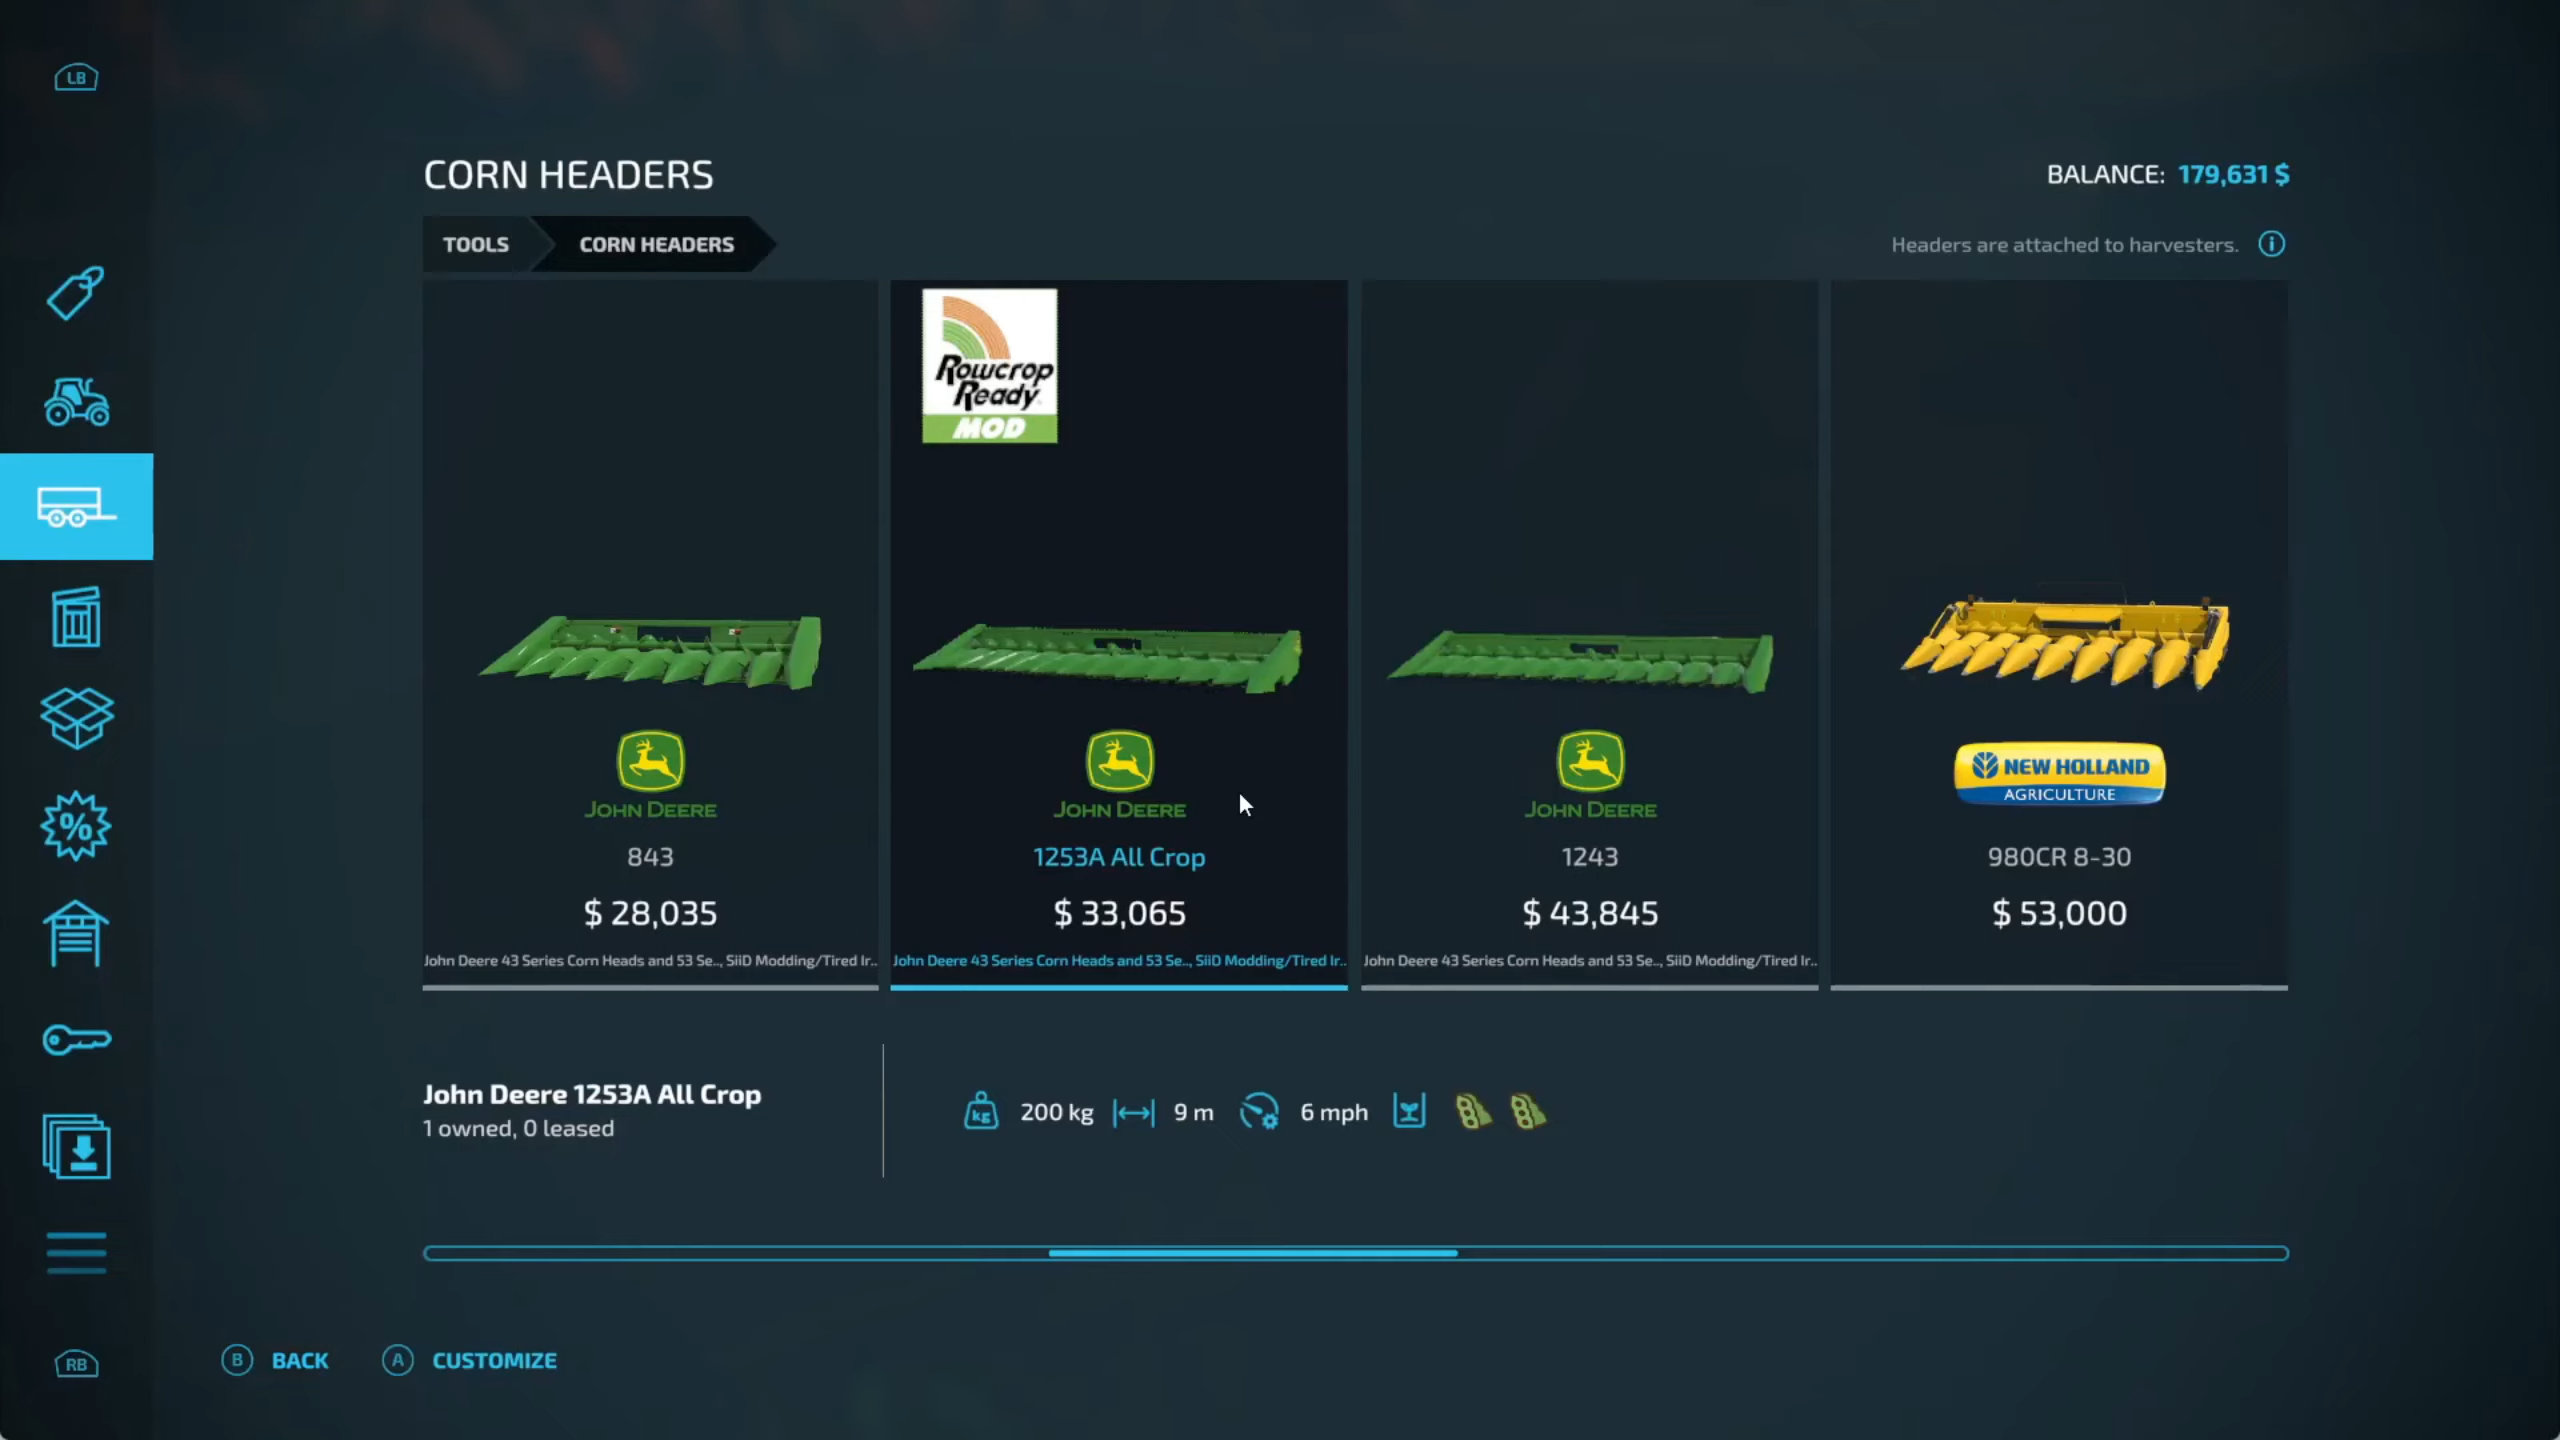 LB
CORN HEADERS
BALANCE: 179,631 $
TOOLS
CORN HEADERS
Headers are attached to harvesters.
Rowcrop
Ready
MOD
JOHN DEERE
843
$ 28,035
John Deere 43 Series Corn Heads and 53 Se.., SiiD Modding/Tired Ir..
JOHN DEERE
1253A All Crop
$ 33,065
John Deere 43 Series Corn Heads and 53 Se.., SiiD Modding/Tired Ir..
JOHN DEERE
1243
$ 43,845
John Deere 43 Series Corn Heads and 53 Se.., SiiD Modding/Tired Ir..
NEW HOLLAND
AGRICULTURE
980CR 8-30
$ 53,000
John Deere 1253A All Crop
1 owned, 0 leased
kg 200 kg 9 m 6 mph
RB
B BACK A CUSTOMIZE